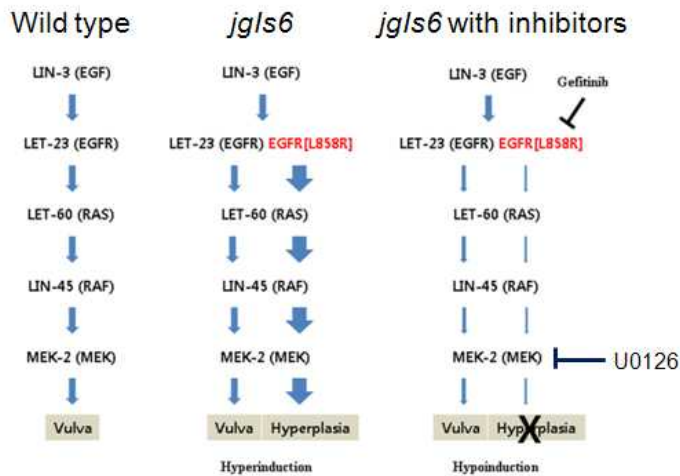 Wild type
LIN-3 (EGF)
LET-23 (EGFR)
LET-60 (RAS)
LIN-45 (RAF)
MEK-2 (MEK)
Vulva
jgIs6
LIN-3 (EGF)
LET-23 (EGFR) EGFR[L858R]
LET-60 (RAS)
LIN-45 (RAF)
MEK-2 (MEK)
Vulva Hyperplasia
Hyperinduction
jgIs6 with inhibitors
LIN-3 (EGF)
Gefitinib
LET-23 (EGFR) EGFR[L858R]
LET-60 (RAS)
LIN-45 (RAF)
MEK-2 (MEK)
U0126
Vulva Hyperplasia
Hypoinduction